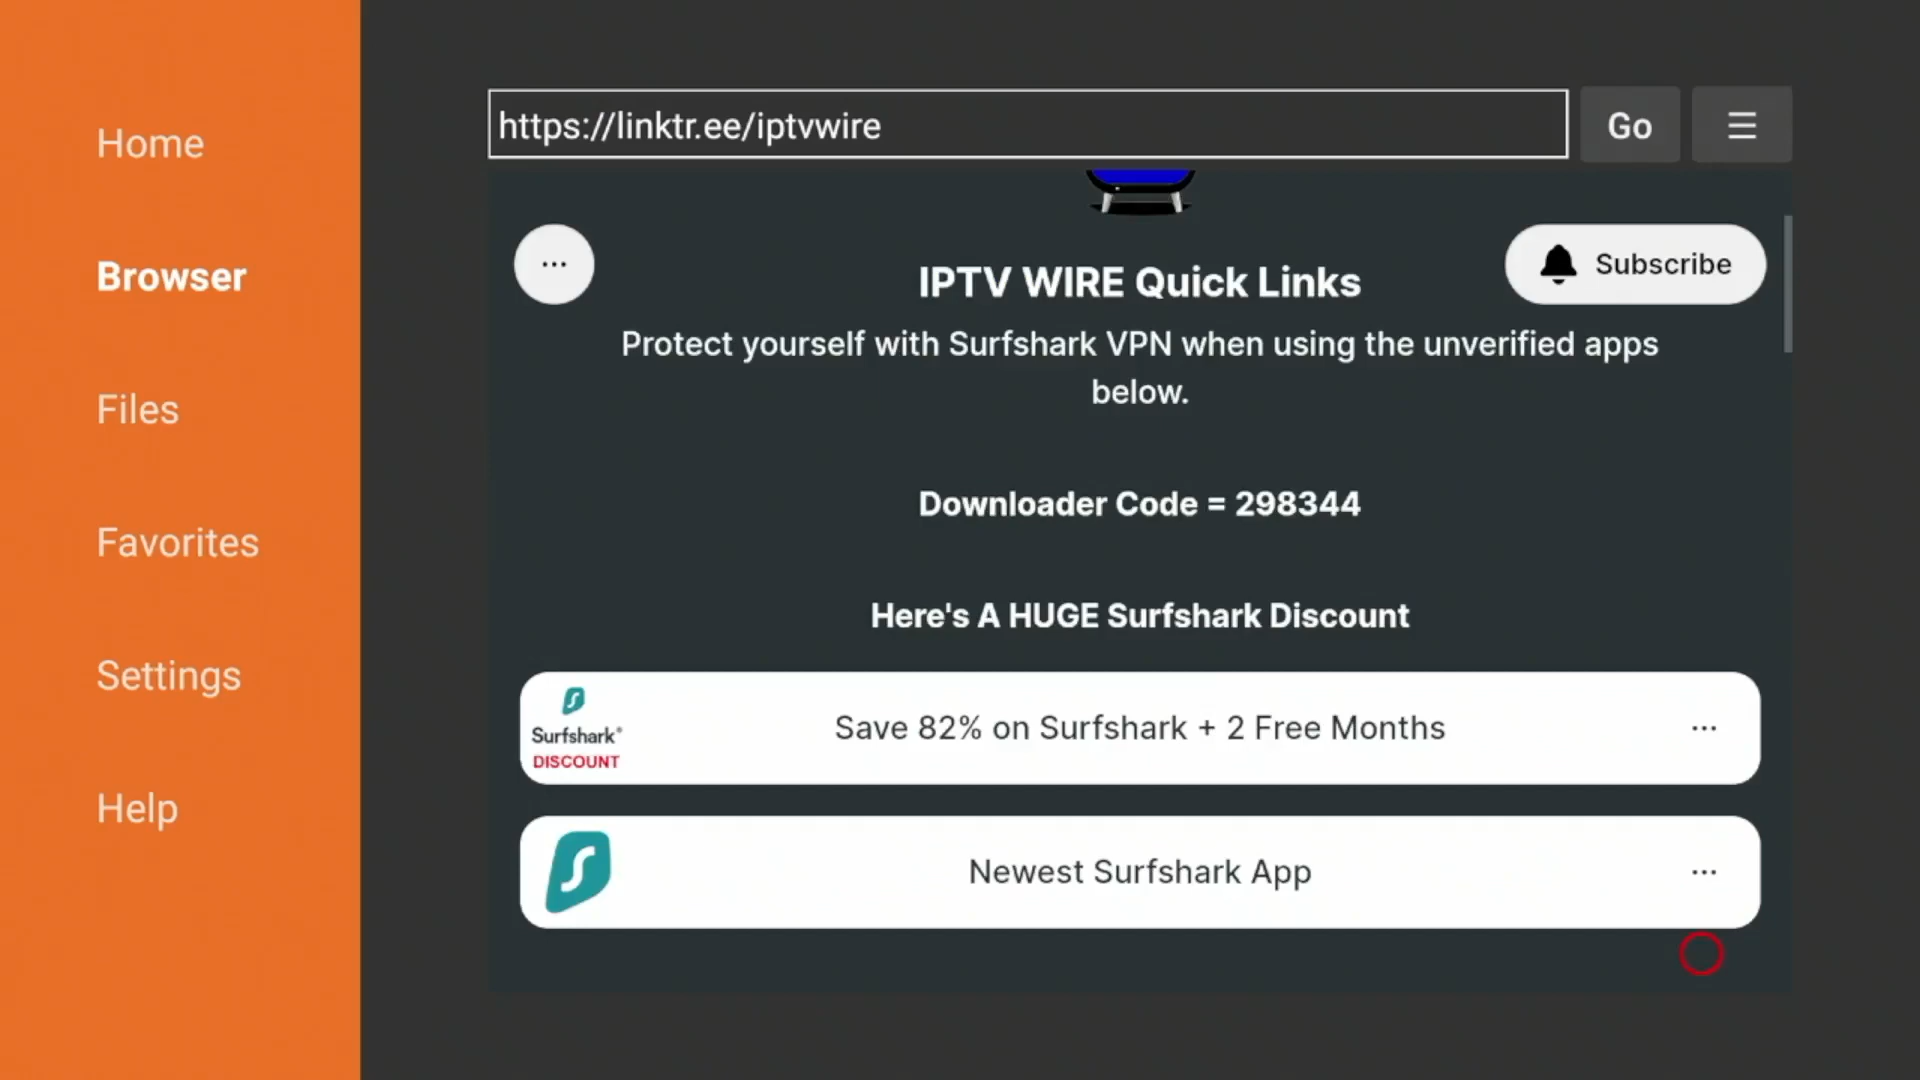 Home
Browser
Files
Favorites
Settings
Help
https://linktr.ee/iptvwire
Go
Subscribe
IPTV WIRE Quick Links
Protect yourself with Surfshark VPN when using the unverified apps
below.
Downloader Code = 298344
Here's A HUGE Surfshark Discount
Surfshark®
DISCOUNT
Save 82% on Surfshark + 2 Free Months
Newest Surfshark App